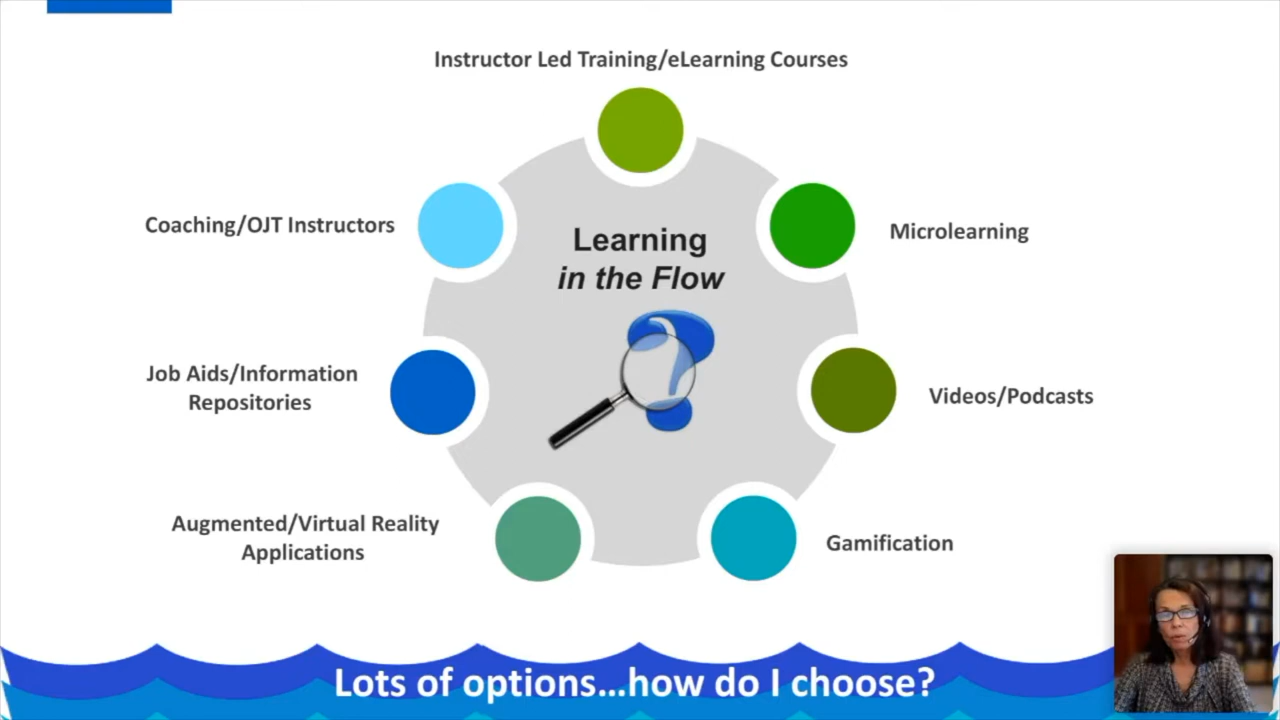 Instructor Led Training/eLearning Courses
Coaching/OJT Instructors
Learning
in the Flow
Microlearning
Job Aids/Information
Repositories
Videos/Podcasts
Augmented/Virtual Reality
Applications
Gamification
Lots of options...how do I choose?